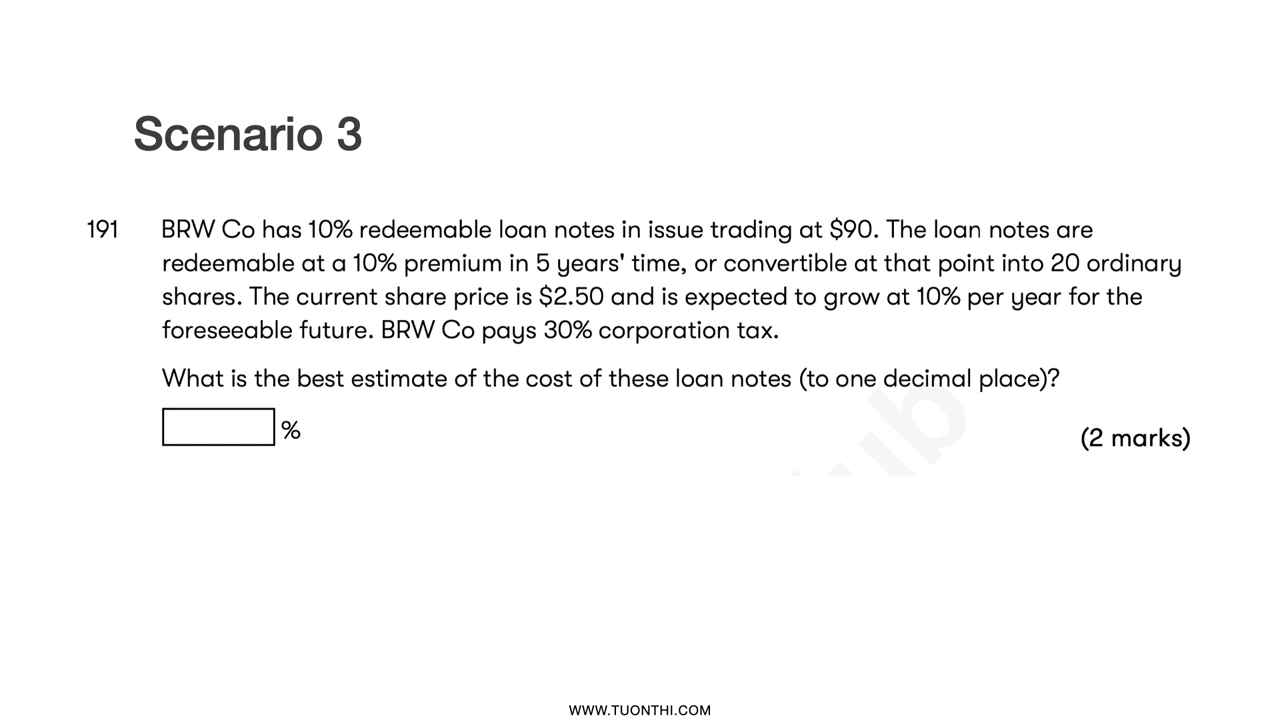 Scenario 3
191 BRW Co has 10% redeemable loan notes in issue trading at $90. The loan notes are
redeemable at a 10% premium in 5 years' time, or convertible at that point into 20 ordinary
shares. The current share price is $2.50 and is expected to grow at 10% per year for the
foreseeable future. BRW Co pays 30% corporation tax.
What is the best estimate of the cost of these loan notes (to one decimal place)?
%
(2 marks)
WWW.TUONTHI.COM